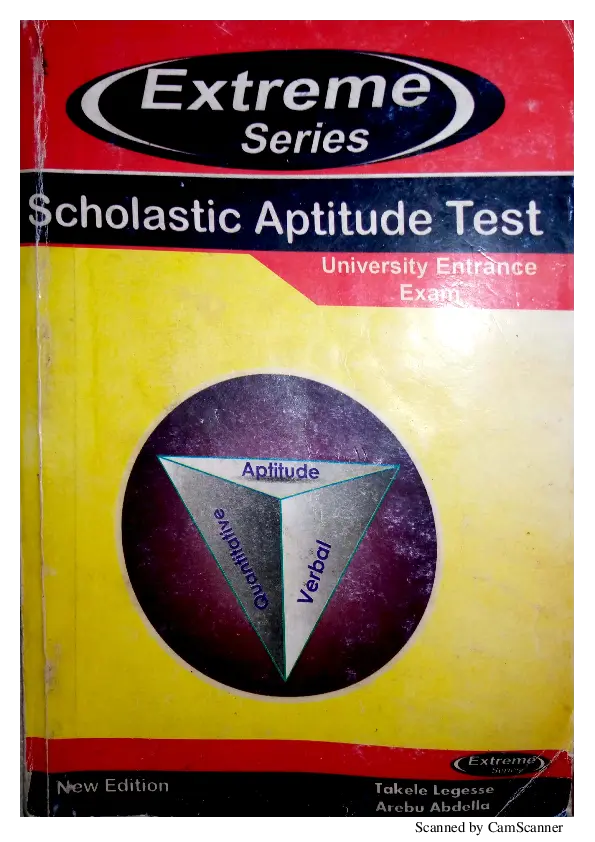 Extreme
Series
Scholastic Aptitude Test
University Entrance
Exam
Aptitude
Quantitative
Verbal
Extreme
Series
New Edition
Takele Legesse
Arebu Abdella
Scanned by CamScanner